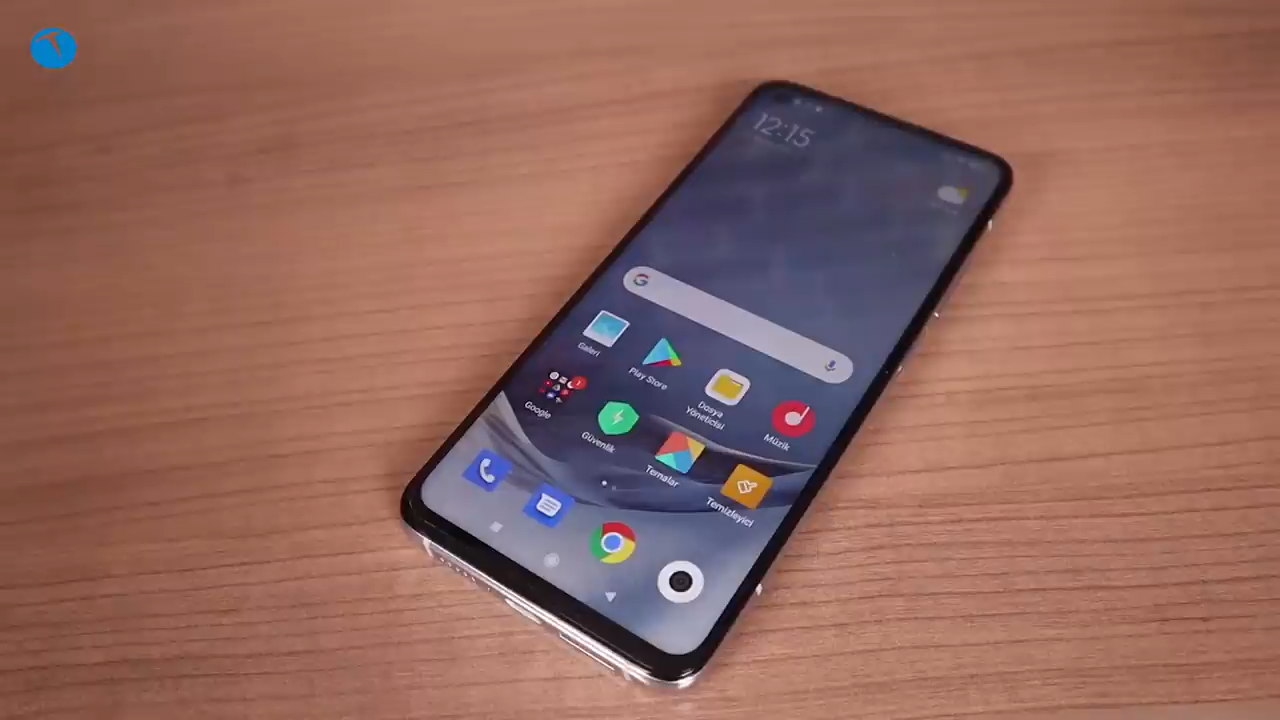 12:15
Galeri
Play Store
Dosya
Yöneticisi
Müzik
Google
Güvenlik
Temalar
Temizleyici